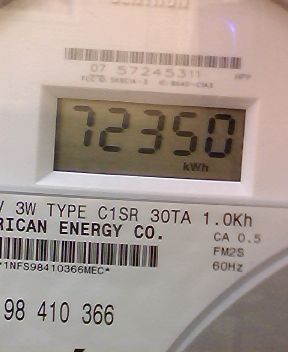 07 57245311
72350
kWh
V 3W TYPE C1SR 30TA 1.0Kh
RICAN ENERGY CO.
CA 0.5
FM2S
60Hz
*1NFS98410366MEC*
98 410 366